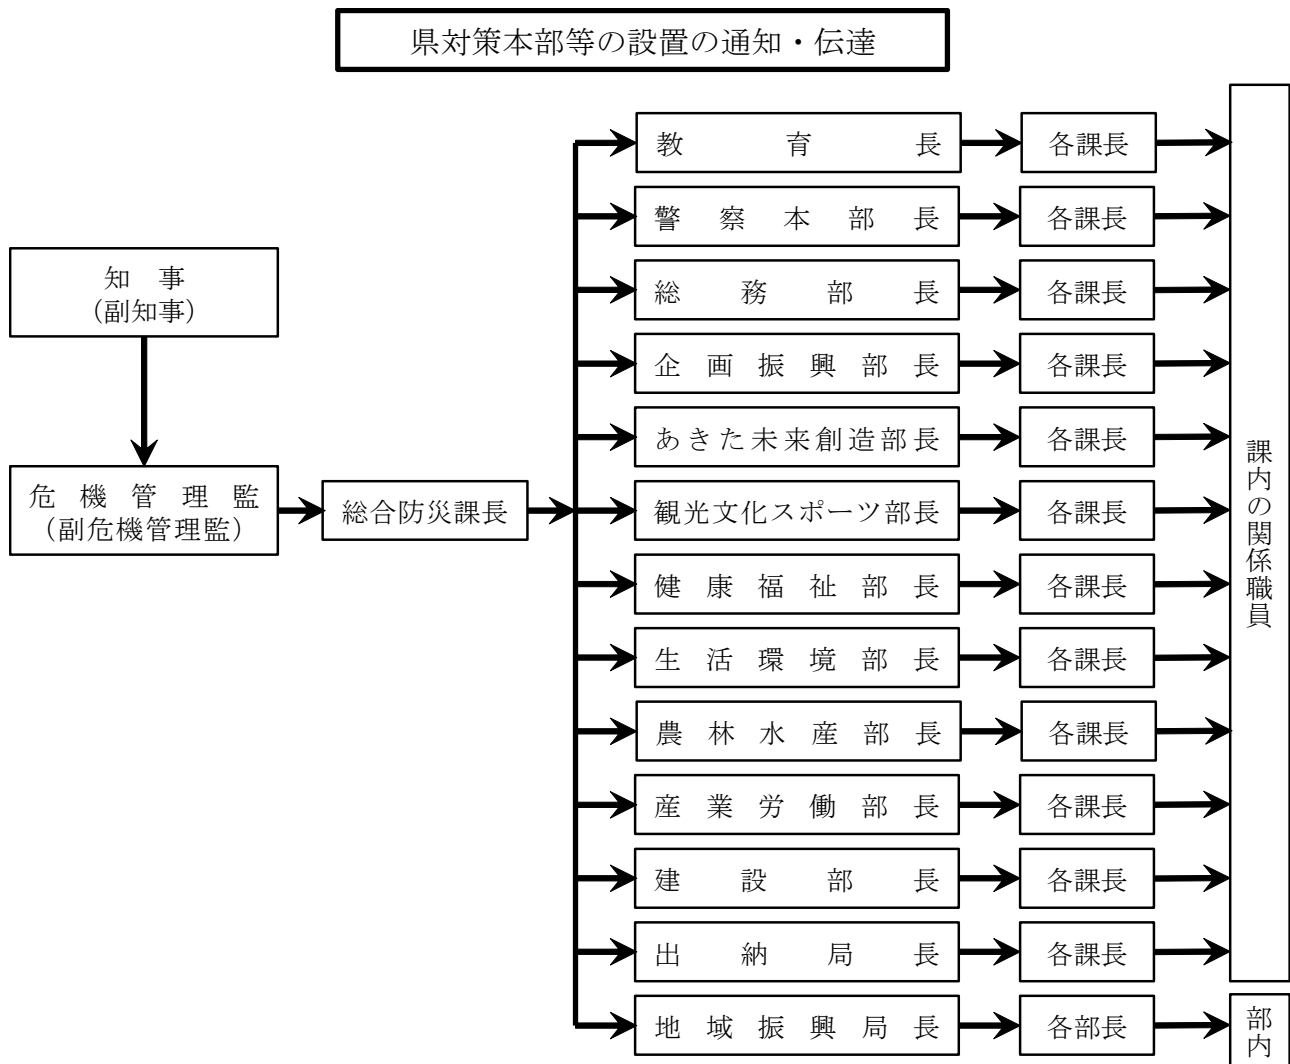 県対策本部等の設置の通知・伝達
知事
(副知事)
危機管理監
(副危機管理監)
総合防災課長
教育長
各課長
警察本部長
各課長
総務部長
各課長
企画振興部長
各課長
あきた未来創造部長
各課長
観光文化スポーツ部長
各課長
健康福祉部長
各課長
生活環境部長
各課長
農林水産部長
各課長
産業労働部長
各課長
建設部長
各課長
出納局長
各課長
地域振興局長
各部長
課内の関係職員
部内